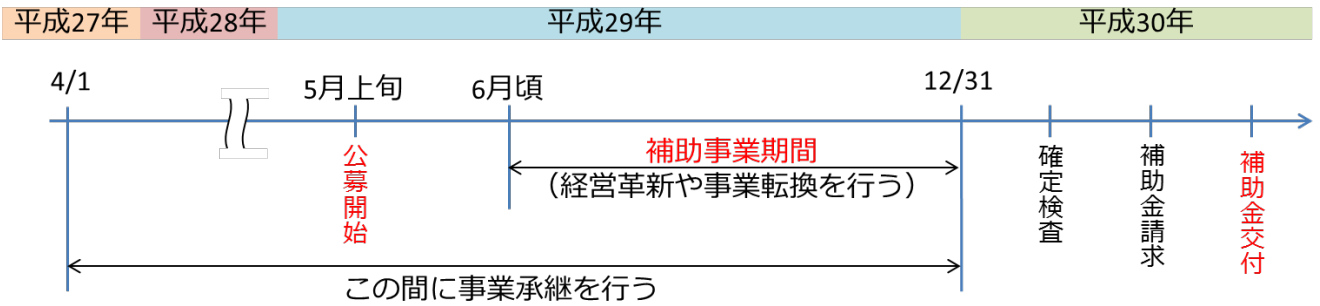 平成27年
平成28年
平成29年
平成30年
4/1
5月上旬
6月頃
12/31
公募開始
補助事業期間
（経営革新や事業転換を行う）
確定検査
補助金請求
補助金交付
この間に事業承継を行う